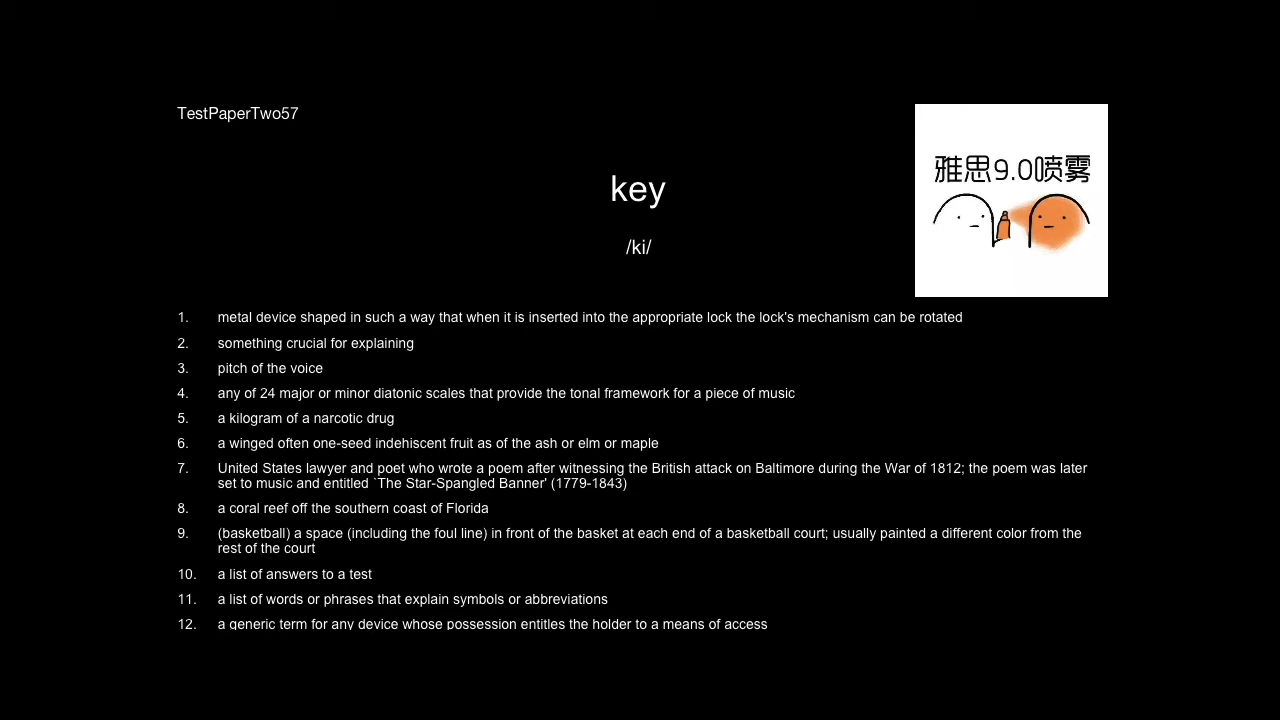 TestPaperTwo57
雅思9.0喷雾
key
/ki/
1. metal device shaped in such a way that when it is inserted into the appropriate lock the lock's mechanism can be rotated
2. something crucial for explaining
3. pitch of the voice
4. any of 24 major or minor diatonic scales that provide the tonal framework for a piece of music
5. a kilogram of a narcotic drug
6. a winged often one-seed indehiscent fruit as of the ash or elm or maple
7. United States lawyer and poet who wrote a poem after witnessing the British attack on Baltimore during the War of 1812; the poem was later
set to music and entitled `The Star-Spangled Banner' (1779-1843)
8. a coral reef off the southern coast of Florida
9. (basketball) a space (including the foul line) in front of the basket at each end of a basketball court; usually painted a different color from the
rest of the court
10. a list of answers to a test
11. a list of words or phrases that explain symbols or abbreviations
12. a generic term for any device whose possession entitles the holder to a means of access